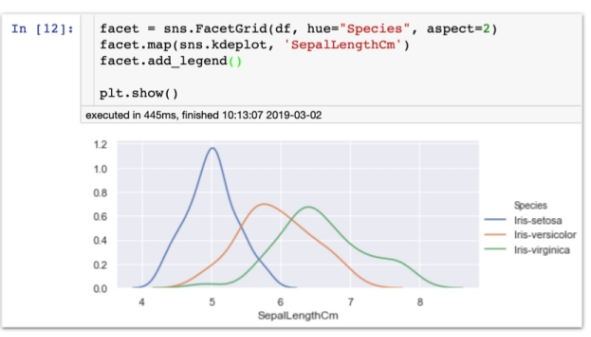 In [12]: facet = sns.FacetGrid(df, hue="Species", aspect=2)
facet.map(sns.kdeplot, 'SepalLengthCm')
facet.add_legend()
plt.show()
executed in 445ms, finished 10:13:07 2019-03-02
1.2
1.0
0.8
0.6
0.4
0.2
0.0
4 5 6 7 8
SepalLengthCm
Species
Iris-setosa
Iris-versicolor
Iris-virginica